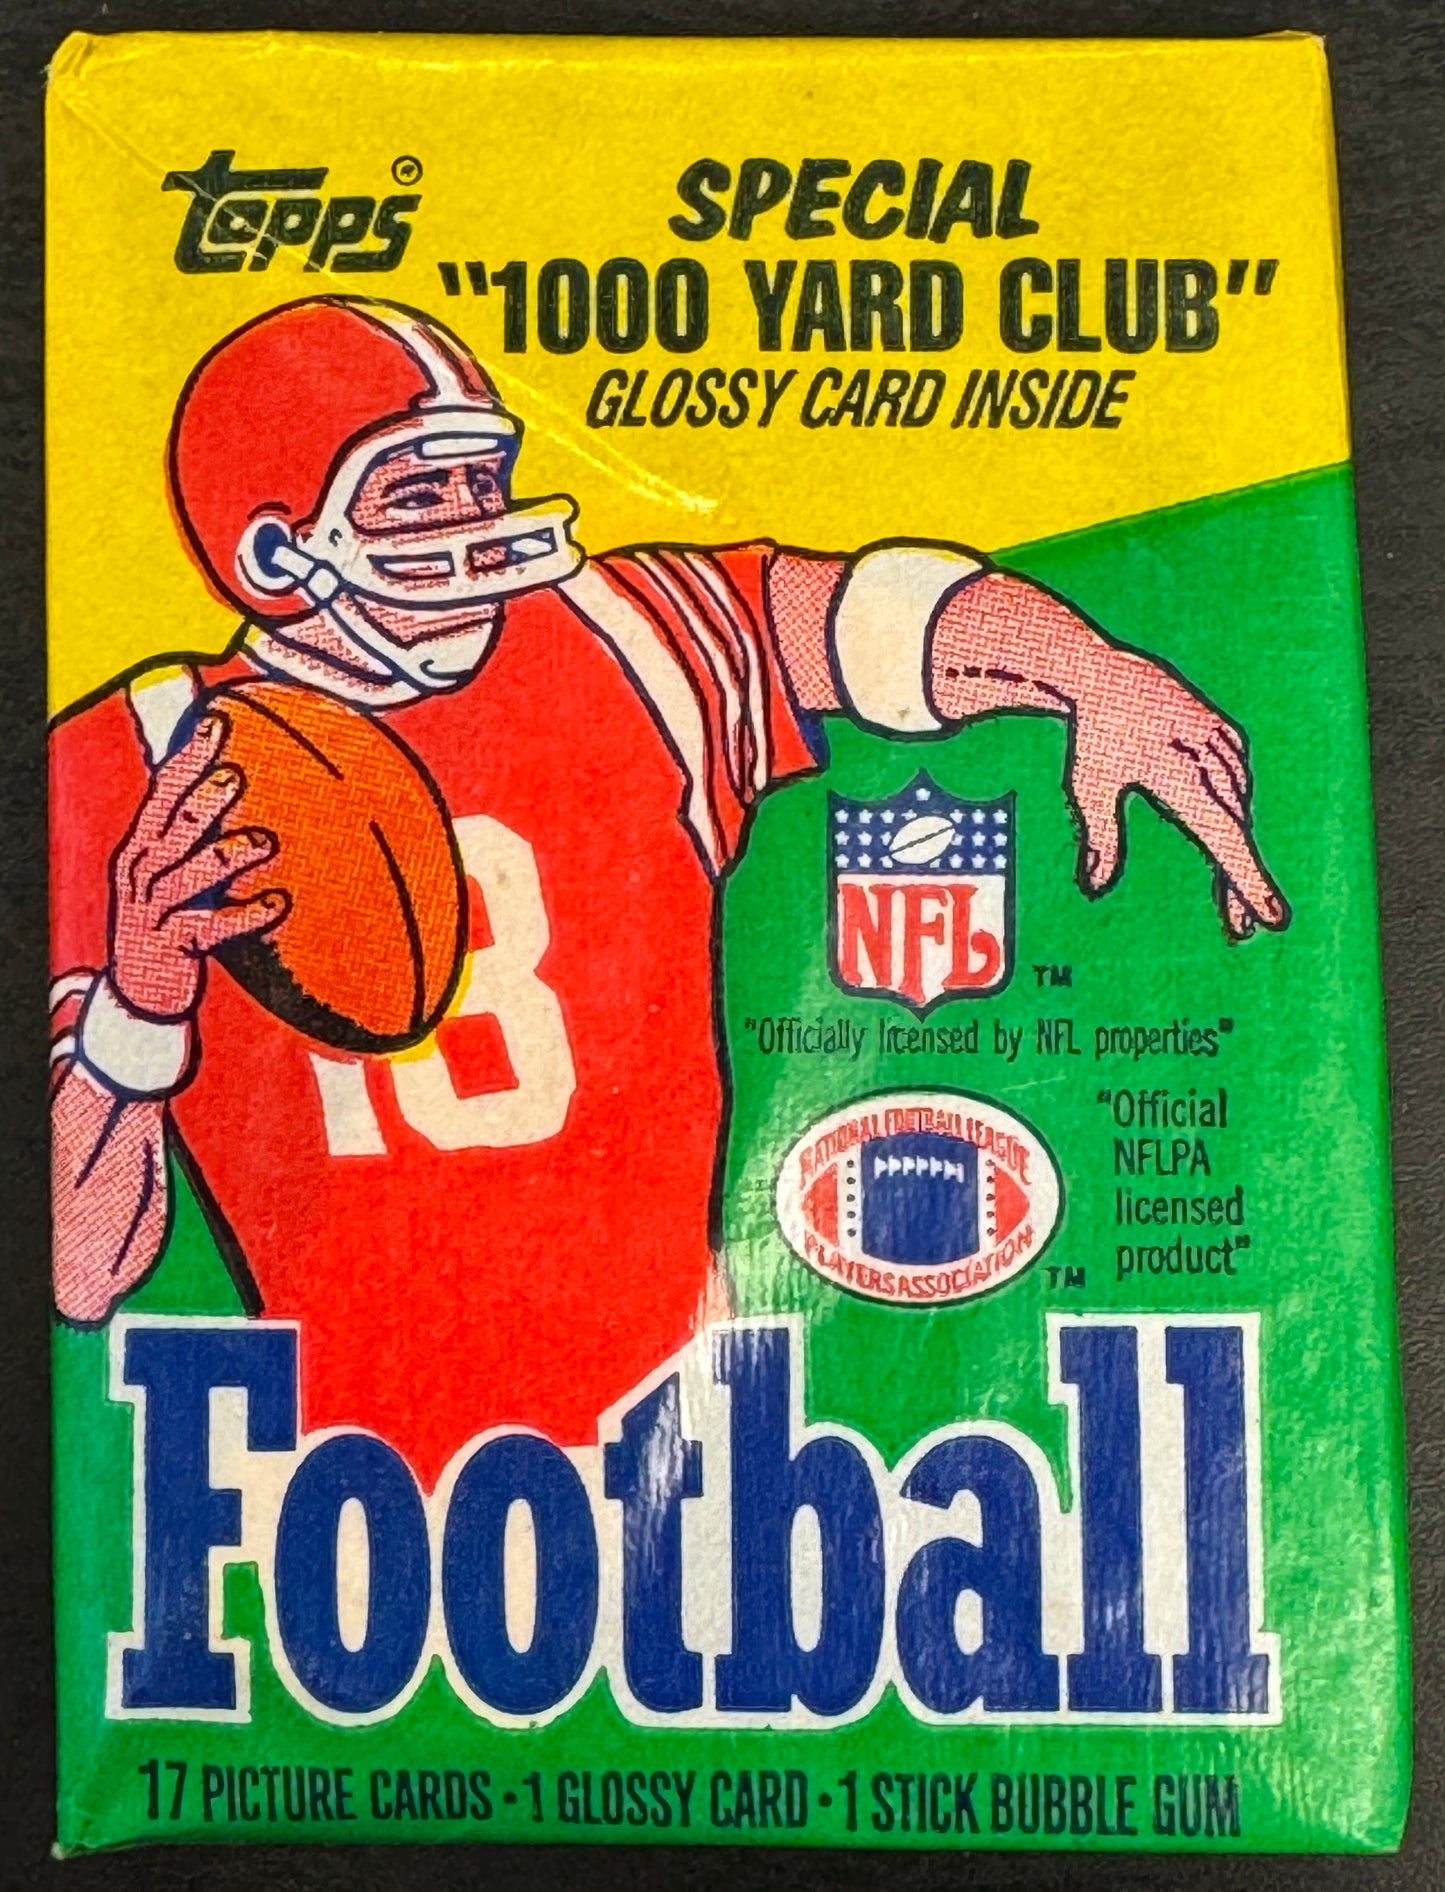 Topps®
SPECIAL
"1000 YARD CLUB"
GLOSSY CARD INSIDE
18
NFL ™
"Officially licensed by NFL properties"
NATIONAL FOOTBALL LEAGUE
PLAYERS ASSOCIATION
™
"Official
NFLPA
licensed
product"
Football
17 PICTURE CARDS • 1 GLOSSY CARD • 1 STICK BUBBLE GUM